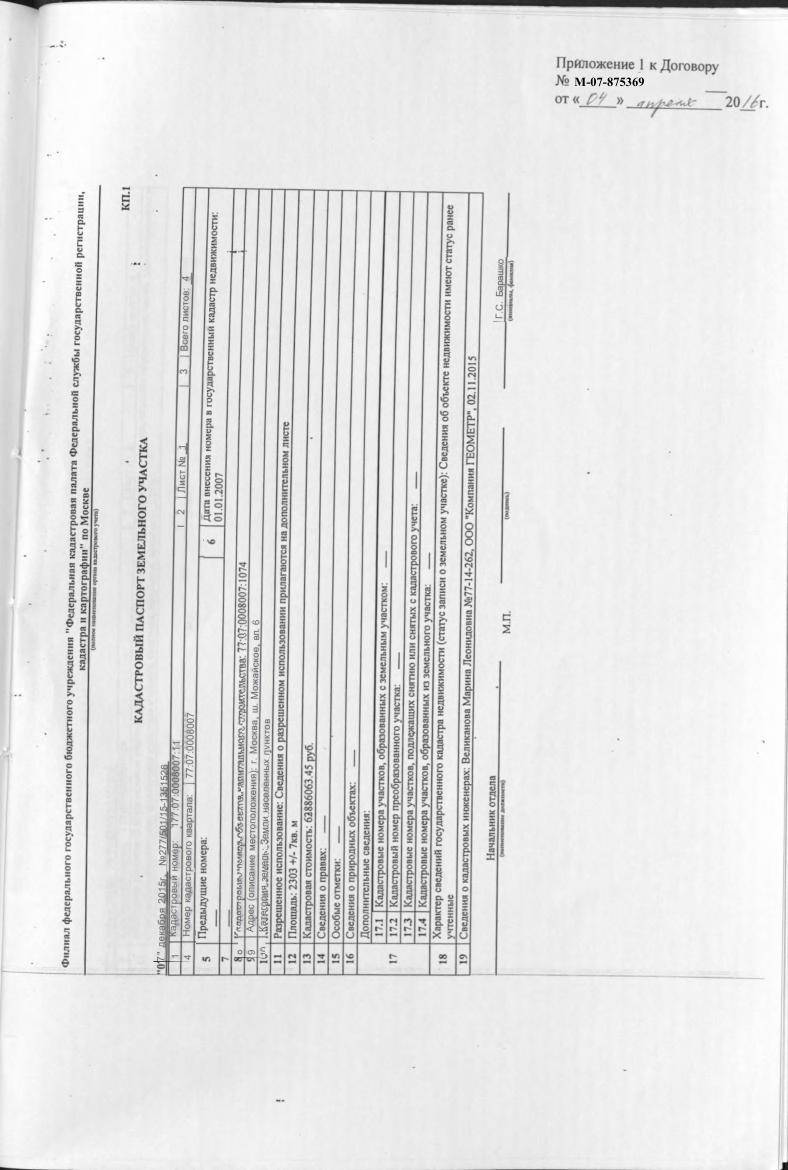 Приложение 1 к Договору
№ М-07-875369
от « 04 » апреля 2016г.
Филиал федерального государственного бюджетного учреждения "Федеральная кадастровая палата Федеральной службы государственной регистрации,
кадастра и картографии" по Москве
(полное наименование органа кадастрового учета)
КП.1
КАДАСТРОВЫЙ ПАСПОРТ ЗЕМЕЛЬНОГО УЧАСТКА
"07" декабря 2015г. №277/501/15-1351526
1 Кадастровый номер: 77:07:0008007:11 2 Лист № 1 3 Всего листов: 4
4 Номер кадастрового квартала: 77:07:0008007
5 Предыдущие номера: 6 Дата внесения номера в государственный кадастр недвижимости:
01.01.2007
7
8 Кадастровые номера объектов капитального строительства: 77:07:0008007:1074
9 Адрес (описание местоположения): г. Москва, ш. Можайское, вл. 6
10 Категория земель: Земли населённых пунктов
11 Разрешенное использование: Сведения о разрешенном использовании прилагаются на дополнительном листе
12 Площадь: 2303 +/- 7кв. м
13 Кадастровая стоимость: 62886063.45 руб.
14 Сведения о правах:
15 Особые отметки:
16 Сведения о природных объектах:
17 Дополнительные сведения:
17.1 Кадастровые номера участков, образованных с земельным участком:
17.2 Кадастровый номер преобразованного участка:
17.3 Кадастровые номера участков, подлежащих снятию или снятых с кадастрового учета:
17.4 Кадастровые номера участков, образованных из земельного участка:
18 Характер сведений государственного кадастра недвижимости (статус записи о земельном участке): Сведения об объекте недвижимости имеют статус ранее
учтенные
19 Сведения о кадастровых инженерах: Великанова Марина Леонидовна №77-14-262, ООО "Компания ГЕОМЕТР", 02.11.2015
Начальник отдела Г.С. Барашко
(наименование должности) М.П. (подпись) (инициалы, фамилия)